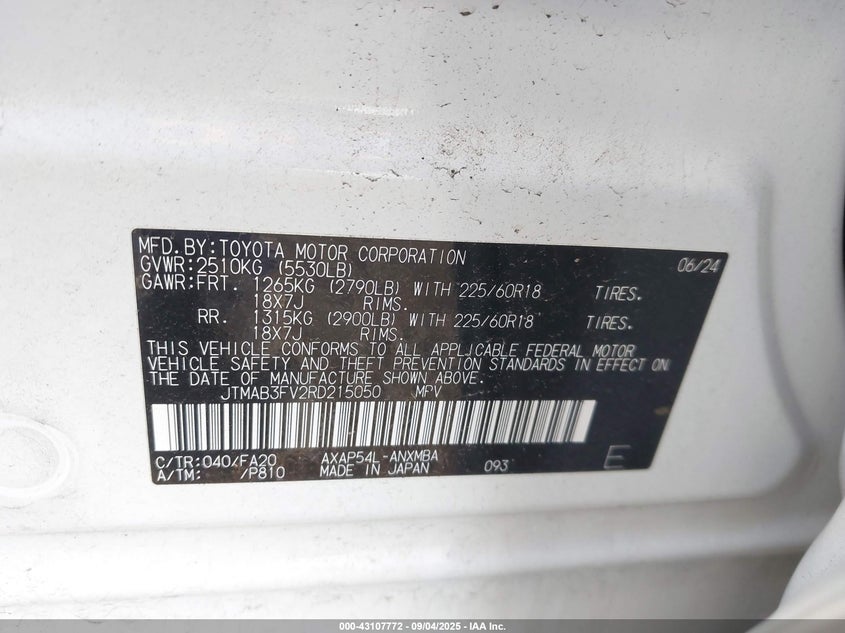 MFD.BY:TOYOTA MOTOR CORPORATION 06/24
GVWR:2510KG (5530LB)
GAWR:FRT. 1265KG (2790LB) WITH 225/60R18 TIRES.
18X7J RIMS.
RR. 1315KG (2900LB) WITH 225/60R18 TIRES.
18X7J RIMS.
THIS VEHICLE CONFORMS TO ALL APPLICABLE FEDERAL MOTOR
VEHICLE SAFETY AND THEFT PREVENTION STANDARDS IN EFFECT ON
THE DATE OF MANUFACTURE SHOWN ABOVE.
JTMAB3FV2RD215050 MPV
C/TR:040/FA20 AXAP54L-ANXMBA
A/TM: /P810 MADE IN JAPAN 093 E
000-43107772 - 09/04/2025 - IAA Inc.